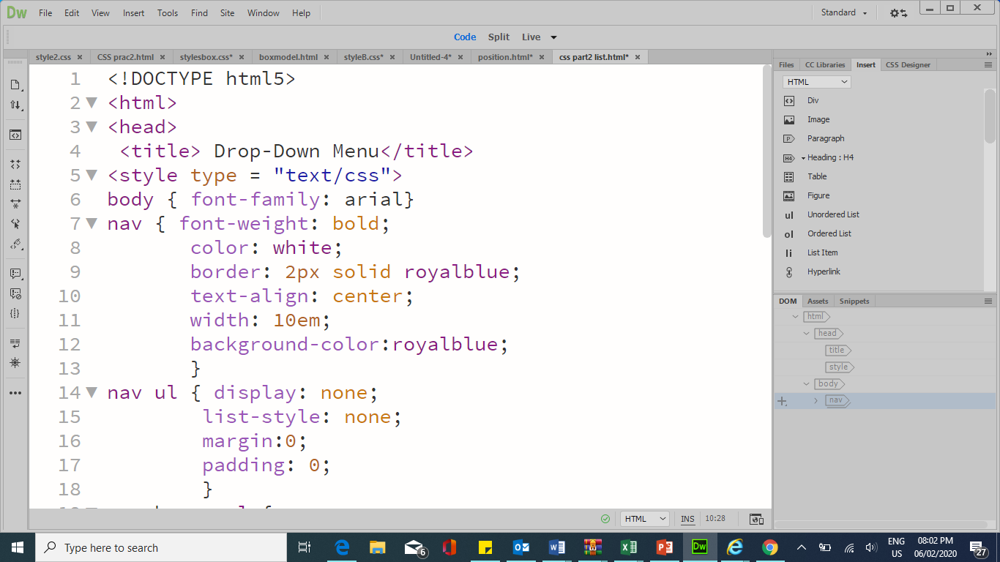 Dw File Edit View Insert Tools Find Site Window Help Standard
Code Split Live
style2.css CSS prac2.html stylesbox.css* boxmodel.html styleB.css* Untitled-4* position.html* css part2 list.html*
1 <!DOCTYPE html5>
2 <html>
3 <head>
4 <title> Drop-Down Menu</title>
5 <style type = "text/css">
6 body { font-family: arial}
7 nav { font-weight: bold;
8 color: white;
9 border: 2px solid royalblue;
10 text-align: center;
11 width: 10em;
12 background-color:royalblue;
13 }
14 nav ul { display: none;
15 list-style: none;
16 margin:0;
17 padding: 0;
18 }
HTML INS 10:28
Files CC Libraries Insert CSS Designer
HTML
Div
Image
P Paragraph
H4 Heading : H4
Table
Figure
ul Unordered List
ol Ordered List
li List Item
Hyperlink
DOM Assets Snippets
html
head
title
style
body
nav
Type here to search
6
Dw
ENG
US
08:02 PM
06/02/2020
27